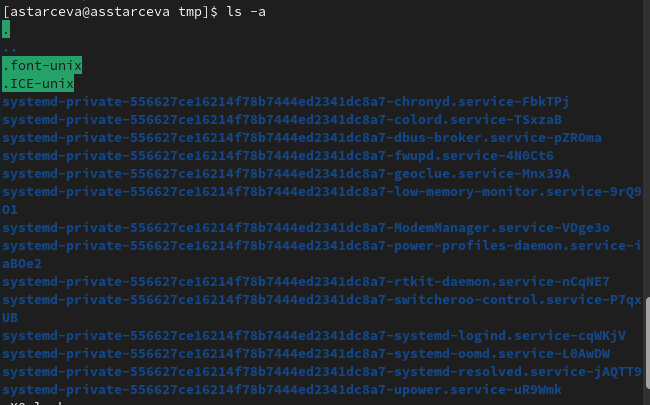 [astarceva@asstarceva tmp]$ ls -a
.
..
.font-unix
.ICE-unix
systemd-private-556627ce16214f78b7444ed2341dc8a7-chronyd.service-FbkTPj
systemd-private-556627ce16214f78b7444ed2341dc8a7-colord.service-TSxzaB
systemd-private-556627ce16214f78b7444ed2341dc8a7-dbus-broker.service-pZROma
systemd-private-556627ce16214f78b7444ed2341dc8a7-fwupd.service-4N0Ct6
systemd-private-556627ce16214f78b7444ed2341dc8a7-geoclue.service-Mnx39A
systemd-private-556627ce16214f78b7444ed2341dc8a7-low-memory-monitor.service-9rQ9
O1
systemd-private-556627ce16214f78b7444ed2341dc8a7-ModemManager.service-VDge3o
systemd-private-556627ce16214f78b7444ed2341dc8a7-power-profiles-daemon.service-i
aBOe2
systemd-private-556627ce16214f78b7444ed2341dc8a7-rtkit-daemon.service-nCqNE7
systemd-private-556627ce16214f78b7444ed2341dc8a7-switcheroo-control.service-P7qx
UB
systemd-private-556627ce16214f78b7444ed2341dc8a7-systemd-logind.service-cqWKjV
systemd-private-556627ce16214f78b7444ed2341dc8a7-systemd-oomd.service-L0AwDW
systemd-private-556627ce16214f78b7444ed2341dc8a7-systemd-resolved.service-jAQTT9
systemd-private-556627ce16214f78b7444ed2341dc8a7-upower.service-uR9Wmk